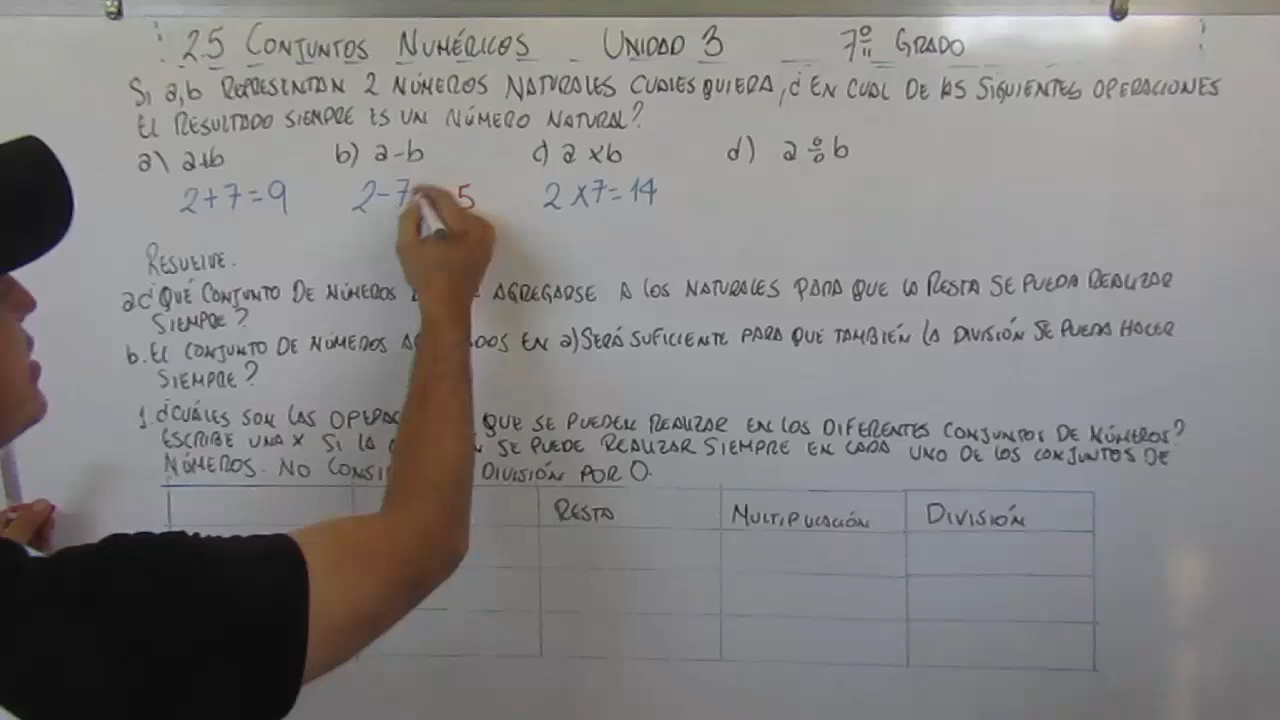 2.5 CONJUNTOS NUMÉRICOS UNIDAD 3 7º GRADO
SI a,b REPRESENTAN 2 NÚMEROS NATURALES CUALESQUIERA, ¿EN CUAL DE LAS SIGUIENTES OPERACIONES
EL RESULTADO SIEMPRE ES UN NÚMERO NATURAL?
a) a+b b) a-b c) a×b d) a÷b
2+7=9 2-7 5 2×7=14
RESUELVE.
a. ¿QUÉ CONJUNTO DE NÚMEROS AGREGARSE A LOS NATURALES PARA QUE LA RESTA SE PUEDA REALIZAR
SIEMPRE?
b. EL CONJUNTO DE NÚMEROS EN a) SERÁ SUFICIENTE PARA QUE TAMBIÉN LA DIVISIÓN SE PUEDA HACER
SIEMPRE?
1. ¿CUÁLES SON LAS QUE SE PUEDEN REALIZAR EN LOS DIFERENTES CONJUNTOS DE NÚMEROS?
ESCRIBE UNA X SI LA SE PUEDE REALIZAR SIEMPRE EN CADA UNO DE LOS CONJUNTOS DE
NÚMEROS. NO DIVISIÓN POR 0.
RESTA MULTIPLICACIÓN DIVISIÓN